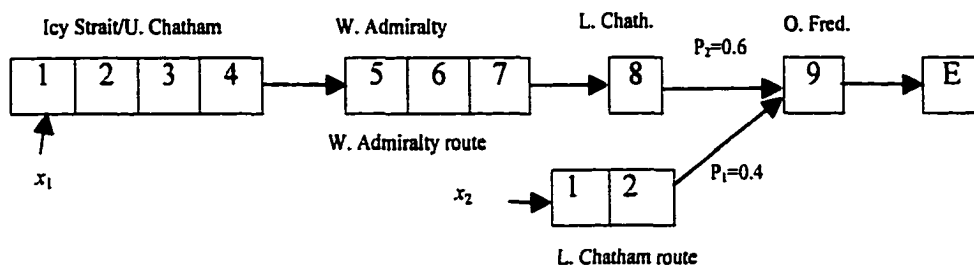 Icy Strait/U. Chatham W. Admiralty L. Chath. O. Fred.
1 2 3 4 5 6 7 8 P₂=0.6 9 E
W. Admiralty route
x₁ x₂ 1 2 P₁=0.4
L. Chatham route